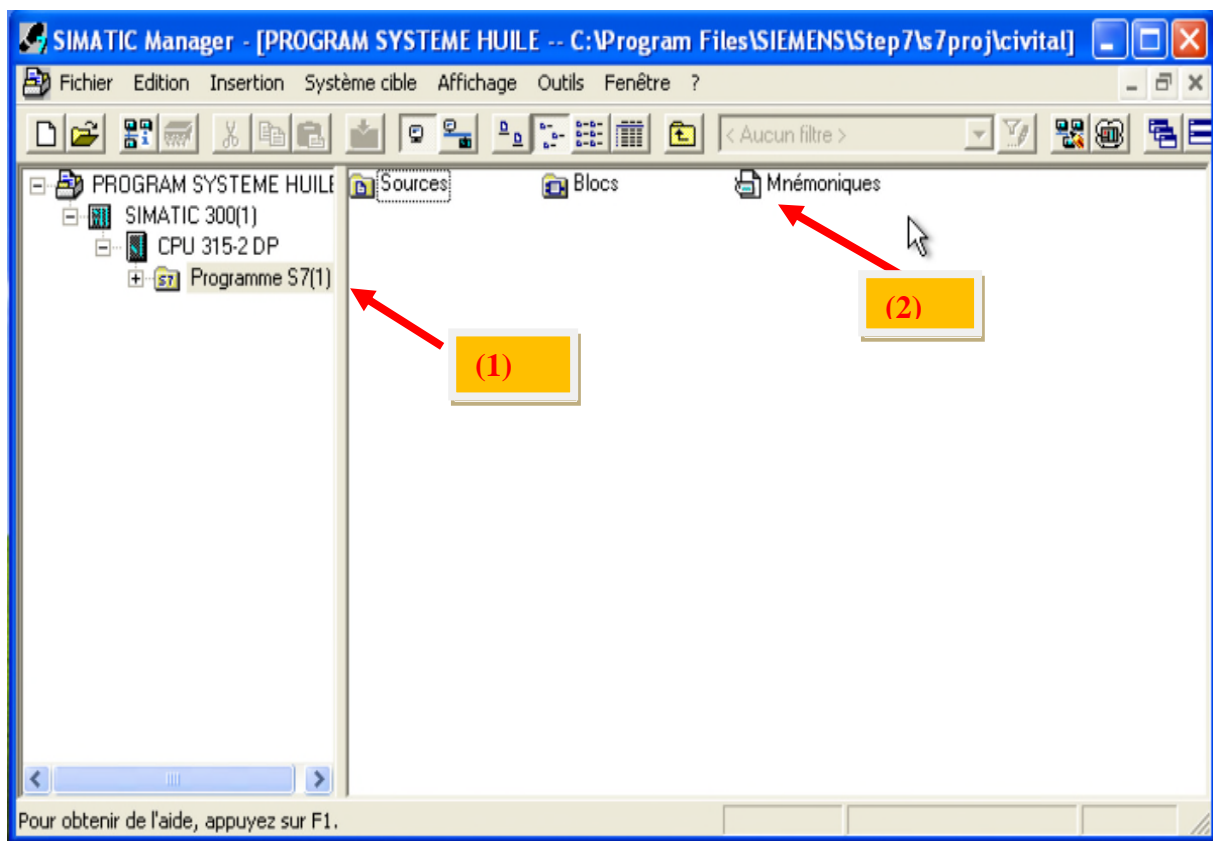 SIMATIC Manager - [PROGRAM SYSTEME HUILE -- C:\Program Files\SIEMENS\Step7\s7proj\civital]
Fichier Edition Insertion Système cible Affichage Outils Fenêtre ?
< Aucun filtre >
PROGRAM SYSTEME HUILE
SIMATIC 300(1)
CPU 315-2 DP
Programme S7(1)
Sources Blocs Mnémoniques
(2)
(1)
Pour obtenir de l'aide, appuyez sur F1.